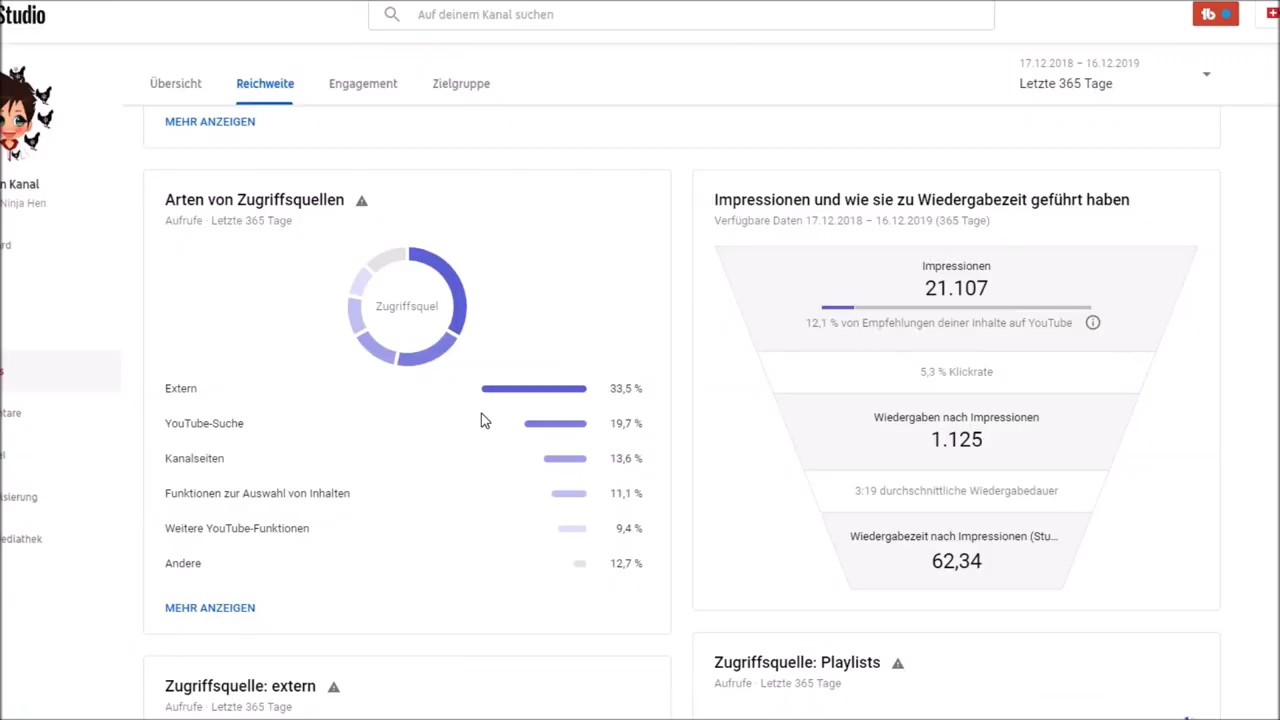 Studio
Auf deinem Kanal suchen
tb
Übersicht
Reichweite
Engagement
Zielgruppe
17.12.2018 – 16.12.2019
Letzte 365 Tage
MEHR ANZEIGEN
n Kanal
Ninja Hen
rd
s
tare
el
isierung
ediathek
Arten von Zugriffsquellen
Aufrufe · Letzte 365 Tage
Zugriffsquel
Extern 33,5 %
YouTube-Suche 19,7 %
Kanalseiten 13,6 %
Funktionen zur Auswahl von Inhalten 11,1 %
Weitere YouTube-Funktionen 9,4 %
Andere 12,7 %
MEHR ANZEIGEN
Impressionen und wie sie zu Wiedergabezeit geführt haben
Verfügbare Daten 17.12.2018 – 16.12.2019 (365 Tage)
Impressionen
21.107
12,1 % von Empfehlungen deiner Inhalte auf YouTube
5,3 % Klickrate
Wiedergaben nach Impressionen
1.125
3:19 durchschnittliche Wiedergabedauer
Wiedergabezeit nach Impressionen (Stu...
62,34
Zugriffsquelle: extern
Aufrufe · Letzte 365 Tage
Zugriffsquelle: Playlists
Aufrufe · Letzte 365 Tage